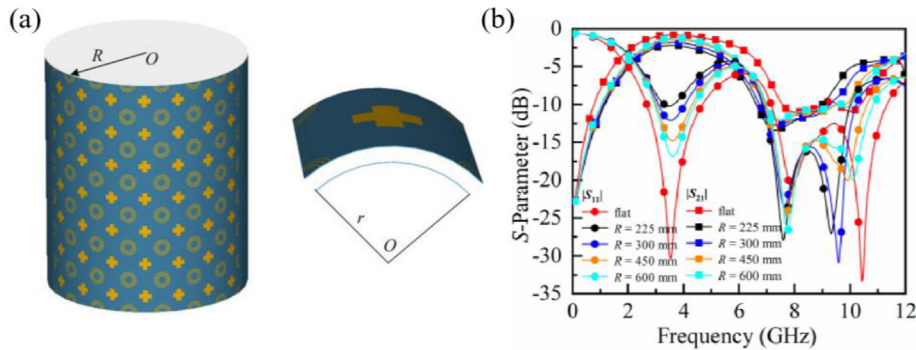 (a)
R
O
r
O
(b)
S-Parameter (dB)
0
-5
-10
-15
-20
-25
-30
-35
|S11| |S21|
flat flat
R = 225 mm R = 225 mm
R = 300 mm R = 300 mm
R = 450 mm R = 450 mm
R = 600 mm R = 600 mm
0 2 4 6 8 10 12
Frequency (GHz)